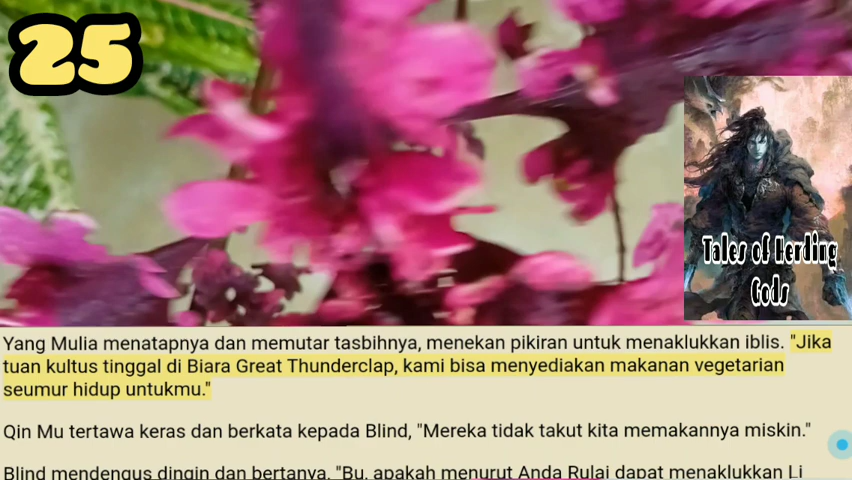 25
Tales of Herding
Gods
Yang Mulia menatapnya dan memutar tasbihnya, menekan pikiran untuk menaklukkan iblis. "Jika
tuan kultus tinggal di Biara Great Thunderclap, kami bisa menyediakan makanan vegetarian
seumur hidup untukmu."
Qin Mu tertawa keras dan berkata kepada Blind, "Mereka tidak takut kita memakannya miskin."
Blind mendengus dingin dan bertanya, "Bu, apakah menurut Anda Rulai dapat menaklukkan Li